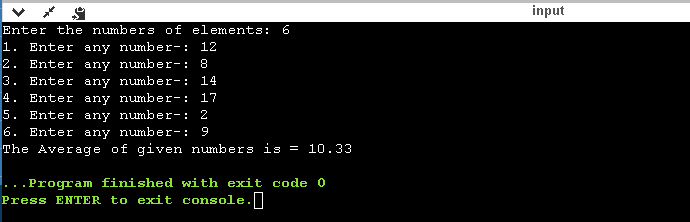 input
Enter the numbers of elements: 6
1. Enter any number-: 12
2. Enter any number-: 8
3. Enter any number-: 14
4. Enter any number-: 17
5. Enter any number-: 2
6. Enter any number-: 9
The Average of given numbers is = 10.33
...Program finished with exit code 0
Press ENTER to exit console.